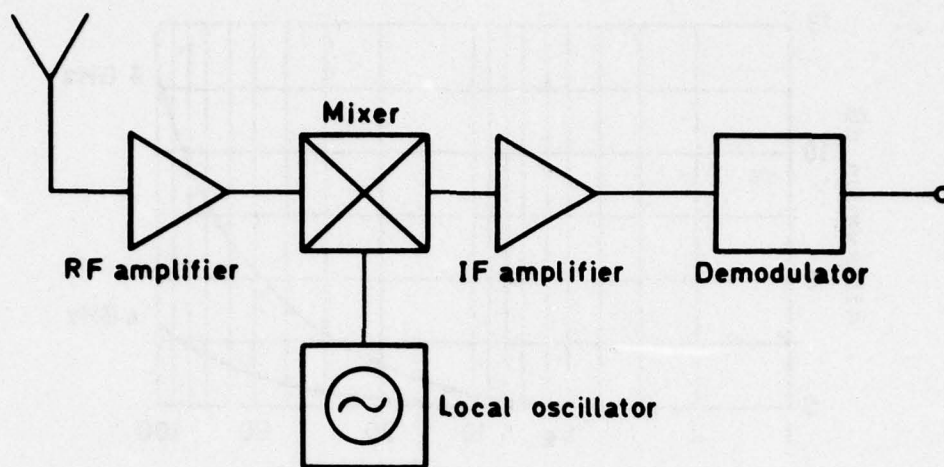 Mixer
RF amplifier
IF amplifier
Demodulator
Local oscillator